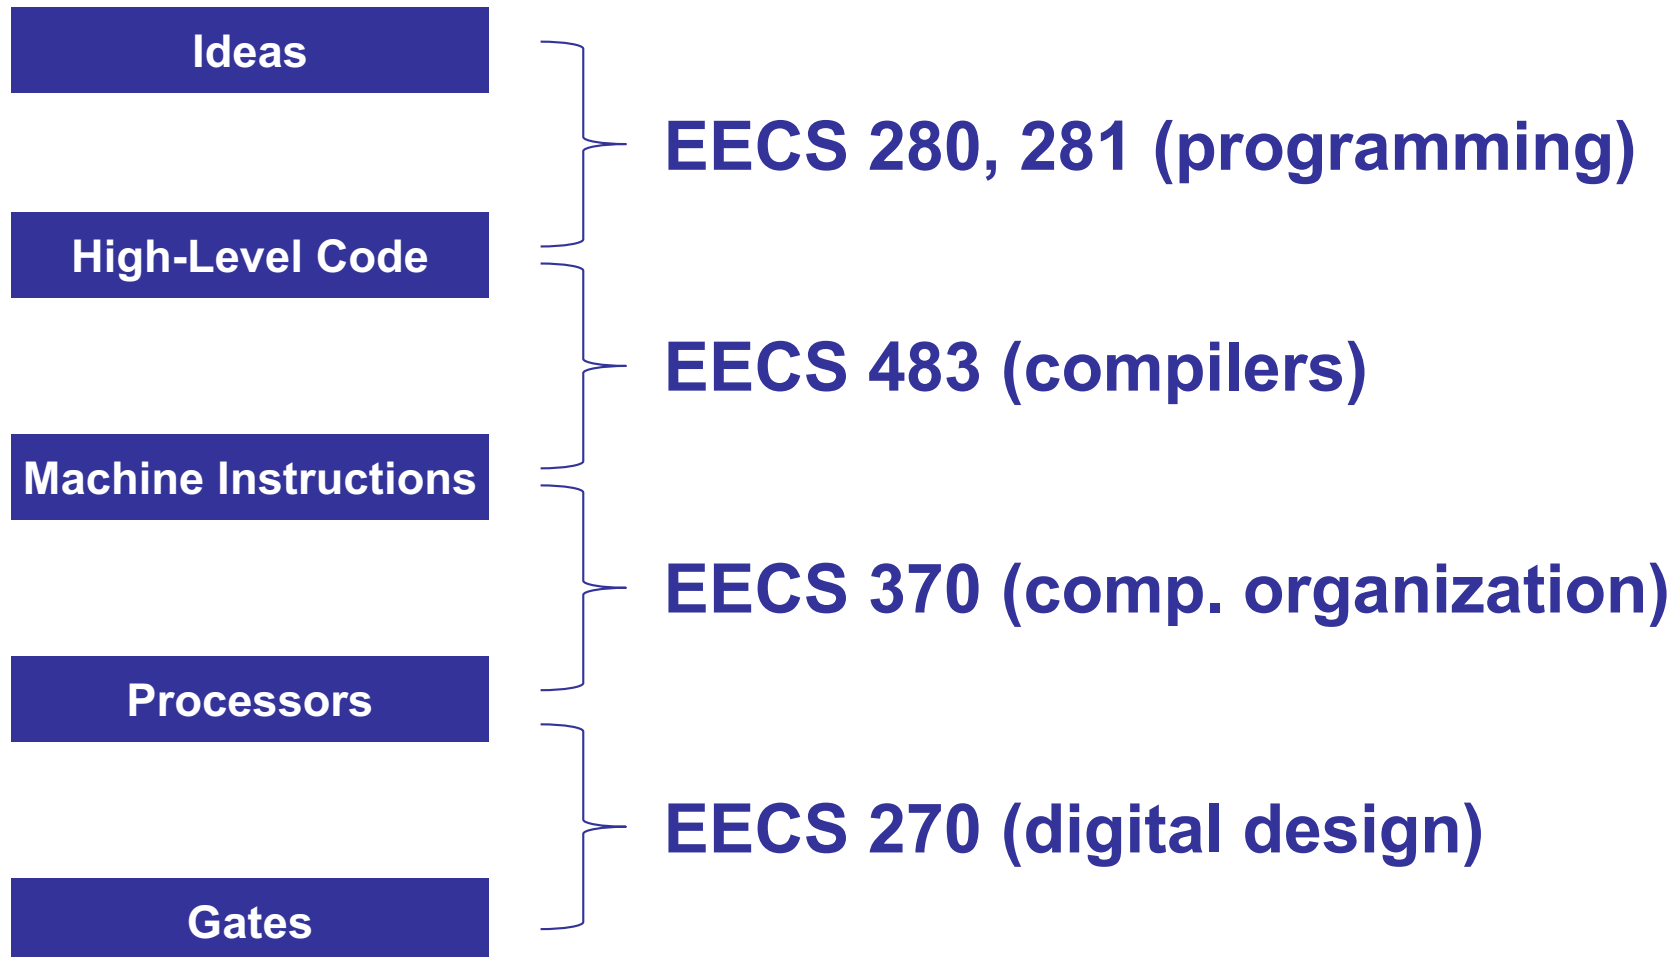 Ideas
EECS 280, 281 (programming)
High-Level Code
EECS 483 (compilers)
Machine Instructions
EECS 370 (comp. organization)
Processors
EECS 270 (digital design)
Gates